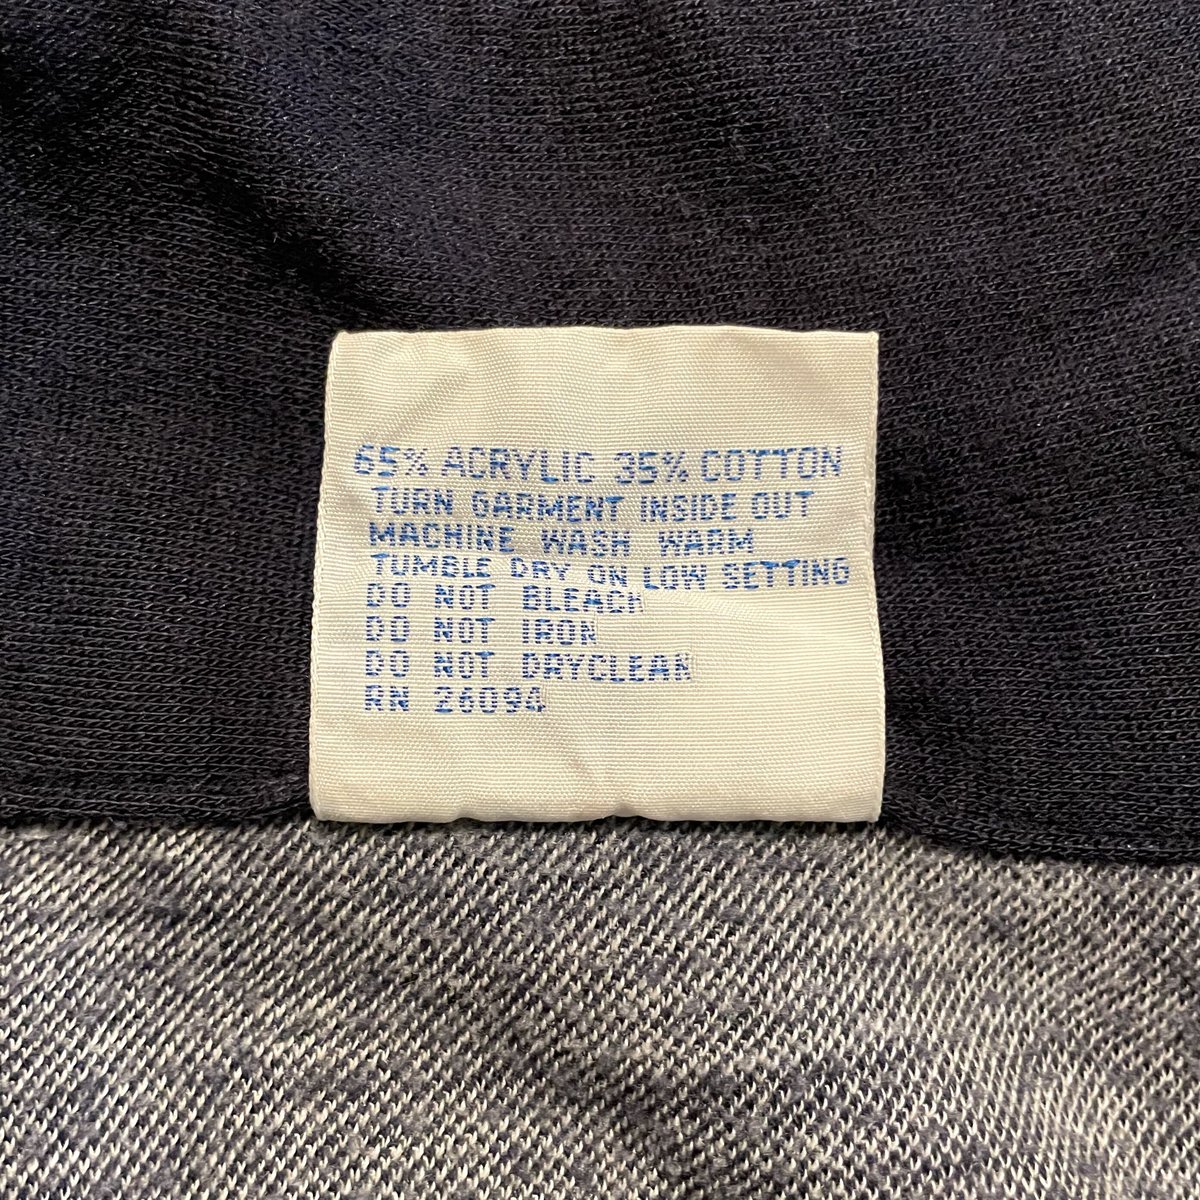 65% ACRYLIC 35% COTTON
TURN GARMENT INSIDE OUT
MACHINE WASH WARM
TUMBLE DRY ON LOW SETTING
DO NOT BLEACH
DO NOT IRON
DO NOT DRYCLEAN
RN 26094